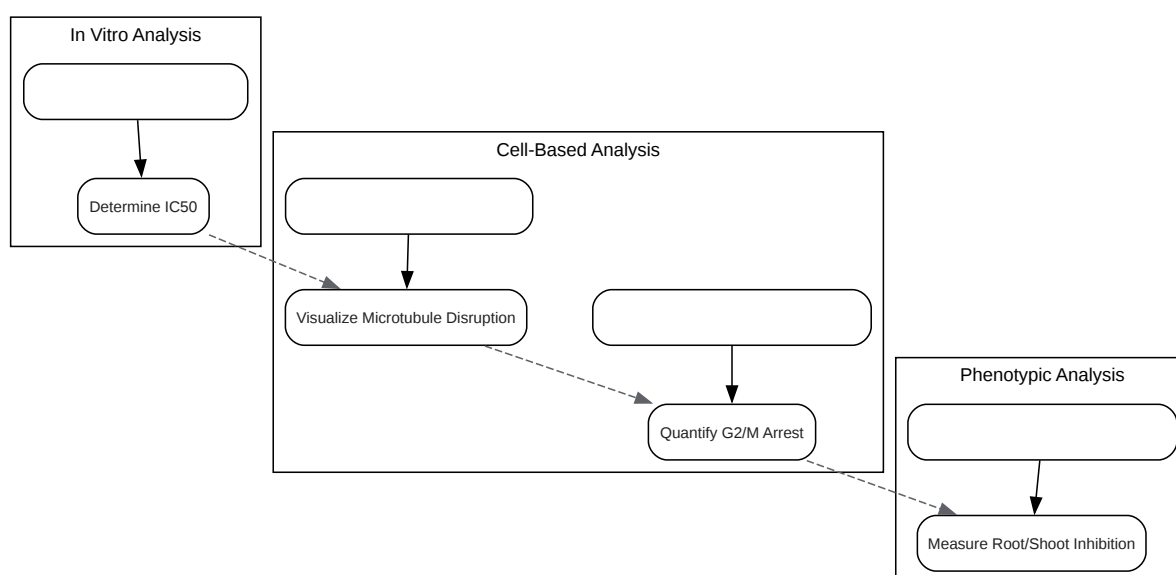 In Vitro Analysis
Determine IC50
Cell-Based Analysis
Visualize Microtubule Disruption
Quantify G2/M Arrest
Phenotypic Analysis
Measure Root/Shoot Inhibition